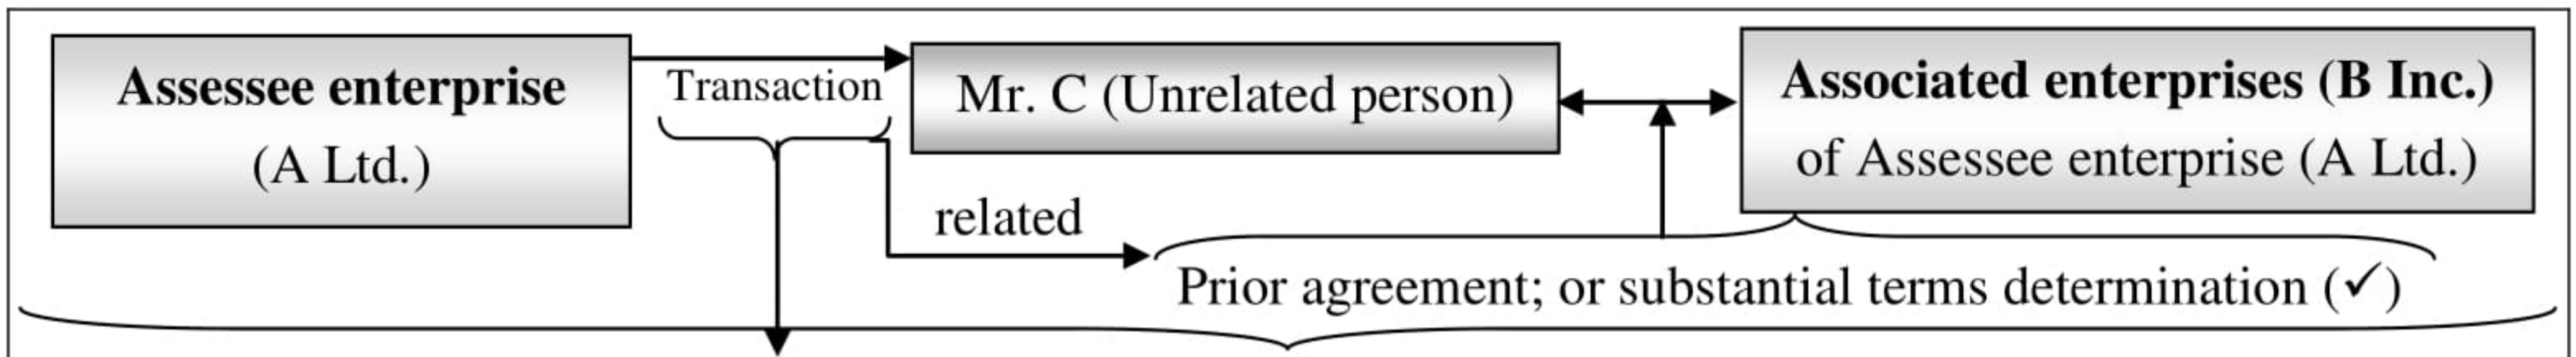 Assessee enterprise
(A Ltd.)
Transaction
Mr. C (Unrelated person)
Associated enterprises (B Inc.)
of Assessee enterprise (A Ltd.)
related
Prior agreement; or substantial terms determination (✓)